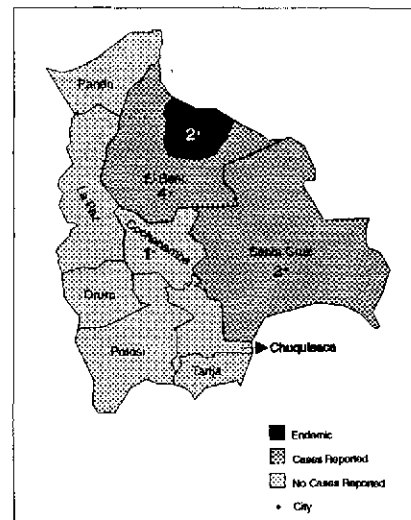 Pando
2*
El Beni
4*
La Paz
Cochabamba
1*
Santa Cruz
2*
Oruro
Potosi
Chuquisaca
Tarija
Endemic
Cases Reported
No Cases Reported
City